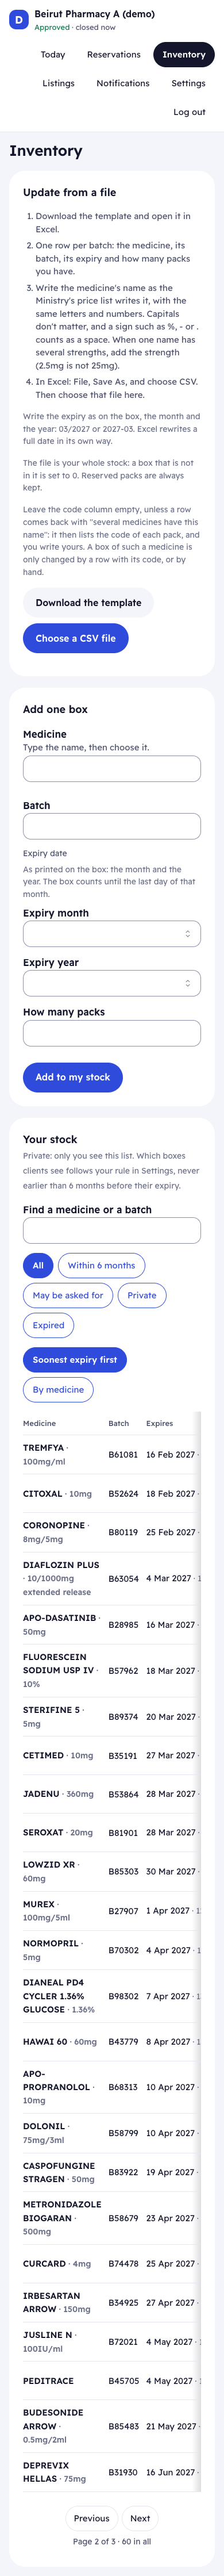 D
Beirut Pharmacy A (demo)
Approved · closed now
Today
Reservations
Inventory
Listings
Notifications
Settings
Log out
Inventory
Update from a file
1. Download the template and open it in
Excel.
2. One row per batch: the medicine, its
batch, its expiry and how many packs
you have.
3. Write the medicine's name as the
Ministry's price list writes it, with the
same letters and numbers. Capitals
don't matter, and a sign such as %, - or .
counts as a space. When one name has
several strengths, add the strength
(2.5mg is not 25mg).
4. In Excel: File, Save As, and choose CSV.
Then choose that file here.
Write the expiry as on the box, the month and
the year: 03/2027 or 2027-03. Excel rewrites a
full date in its own way.
The file is your whole stock: a box that is not
in it is set to 0. Reserved packs are always
kept.
Leave the code column empty, unless a row
comes back with "several medicines have this
name": it then lists the code of each pack, and
you write yours. A box of such a medicine is
only changed by a row with its code, or by
hand.
Download the template
Choose a CSV file
Add one box
Medicine
Type the name, then choose it.
Batch
Expiry date
As printed on the box: the month and the
year. The box counts until the last day of that
month.
Expiry month
Expiry year
How many packs
Add to my stock
Your stock
Private: only you see this list. Which boxes
clients see follows your rule in Settings, never
earlier than 6 months before their expiry.
Find a medicine or a batch
All
Within 6 months
May be asked for
Private
Expired
Soonest expiry first
By medicine
Medicine Batch Expires
TREMFYA ·
100mg/ml
B61081 16 Feb 2027 ·
CITOXAL · 10mg B52624 18 Feb 2027 ·
CORONOPINE ·
8mg/5mg
B80119 25 Feb 2027 ·
DIAFLOZIN PLUS
· 10/1000mg
extended release
B63054 4 Mar 2027 · 1
APO-DASATINIB ·
50mg
B28985 16 Mar 2027 ·
FLUORESCEIN
SODIUM USP IV ·
10%
B57962 18 Mar 2027 ·
STERIFINE 5 ·
5mg
B89374 20 Mar 2027 ·
CETIMED · 10mg B35191 27 Mar 2027 ·
JADENU · 360mg B53864 28 Mar 2027 ·
SEROXAT · 20mg B81901 28 Mar 2027 ·
LOWZID XR ·
60mg
B85303 30 Mar 2027 ·
MUREX ·
100mg/5ml
B27907 1 Apr 2027 · 1
NORMOPRIL ·
5mg
B70302 4 Apr 2027 · 1
DIANEAL PD4
CYCLER 1.36%
GLUCOSE · 1.36%
B98302 7 Apr 2027 · 1
HAWAI 60 · 60mg B43779 8 Apr 2027 · 1
APO-
PROPRANOLOL ·
10mg
B68313 10 Apr 2027 ·
DOLONIL ·
75mg/3ml
B58799 10 Apr 2027 ·
CASPOFUNGINE
STRAGEN · 50mg
B83922 19 Apr 2027 ·
METRONIDAZOLE
BIOGARAN ·
500mg
B58679 23 Apr 2027 ·
CURCARD · 4mg B74478 25 Apr 2027 ·
IRBESARTAN
ARROW · 150mg
B34925 27 Apr 2027 ·
JUSLINE N ·
100IU/ml
B72021 4 May 2027 · 1
PEDITRACE B45705 4 May 2027 · 1
BUDESONIDE
ARROW ·
0.5mg/2ml
B85483 21 May 2027 ·
DEPREVIX
HELLAS · 75mg
B31930 16 Jun 2027 ·
Previous
Next
Page 2 of 3 · 60 in all